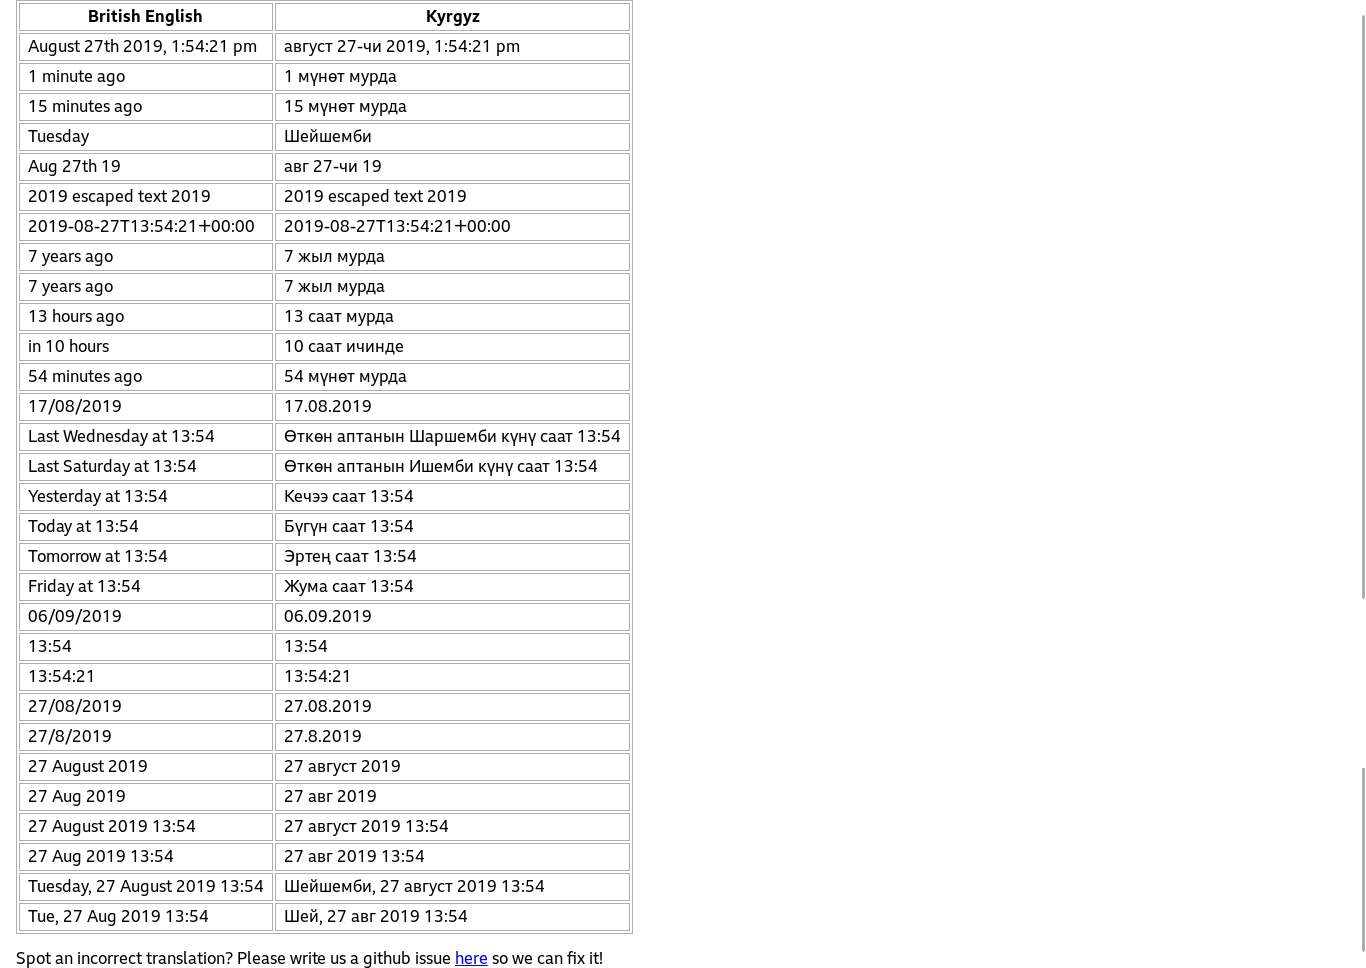 British English Kyrgyz
August 27th 2019, 1:54:21 pm август 27-чи 2019, 1:54:21 pm
1 minute ago 1 мүнөт мурда
15 minutes ago 15 мүнөт мурда
Tuesday Шейшемби
Aug 27th 19 авг 27-чи 19
2019 escaped text 2019 2019 escaped text 2019
2019-08-27T13:54:21+00:00 2019-08-27T13:54:21+00:00
7 years ago 7 жыл мурда
7 years ago 7 жыл мурда
13 hours ago 13 саат мурда
in 10 hours 10 саат ичинде
54 minutes ago 54 мүнөт мурда
17/08/2019 17.08.2019
Last Wednesday at 13:54 Өткөн аптанын Шаршемби күнү саат 13:54
Last Saturday at 13:54 Өткөн аптанын Ишемби күнү саат 13:54
Yesterday at 13:54 Кечээ саат 13:54
Today at 13:54 Бүгүн саат 13:54
Tomorrow at 13:54 Эртең саат 13:54
Friday at 13:54 Жума саат 13:54
06/09/2019 06.09.2019
13:54 13:54
13:54:21 13:54:21
27/08/2019 27.08.2019
27/8/2019 27.8.2019
27 August 2019 27 август 2019
27 Aug 2019 27 авг 2019
27 August 2019 13:54 27 август 2019 13:54
27 Aug 2019 13:54 27 авг 2019 13:54
Tuesday, 27 August 2019 13:54 Шейшемби, 27 август 2019 13:54
Tue, 27 Aug 2019 13:54 Шей, 27 авг 2019 13:54
Spot an incorrect translation? Please write us a github issue here so we can fix it!